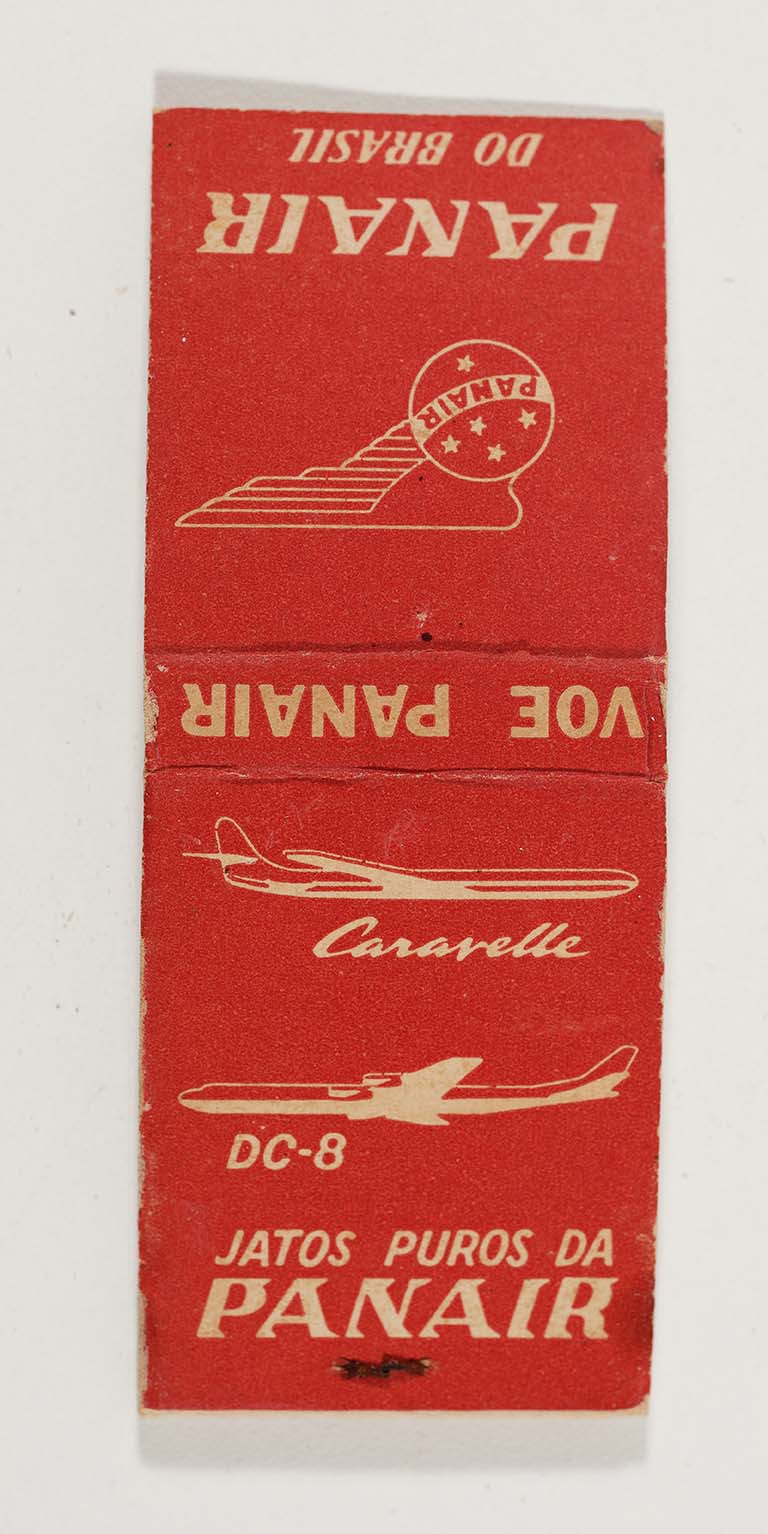 PANAIR
DO BRASIL
PANAIR
VOE PANAIR
Caravelle
DC-8
JATOS PUROS DA
PANAIR